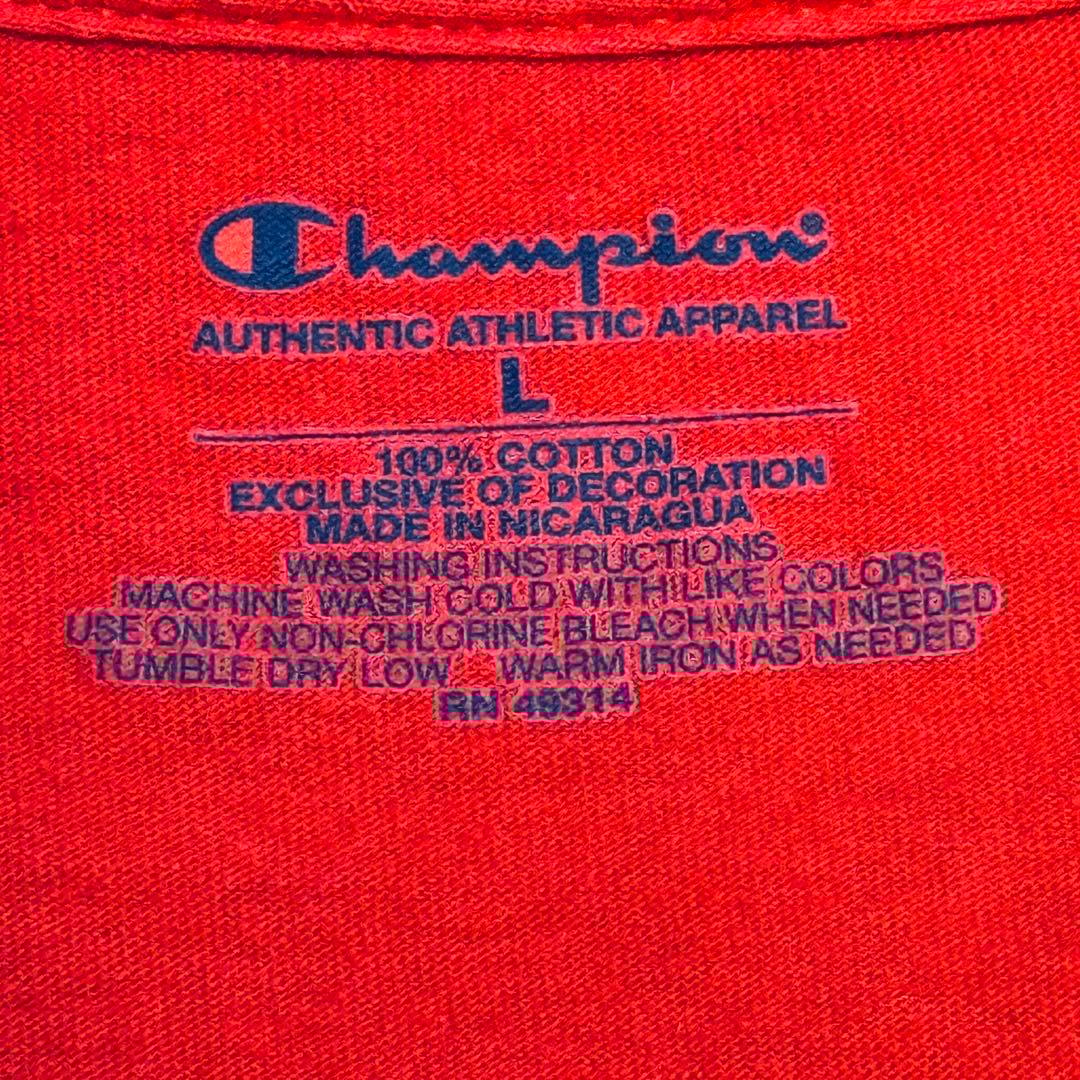 Champion®
AUTHENTIC ATHLETIC APPAREL
L
100% COTTON
EXCLUSIVE OF DECORATION
MADE IN NICARAGUA
WASHING INSTRUCTIONS
MACHINE WASH COLD WITH LIKE COLORS
USE ONLY NON-CHLORINE BLEACH WHEN NEEDED
TUMBLE DRY LOW WARM IRON AS NEEDED
RN 49314